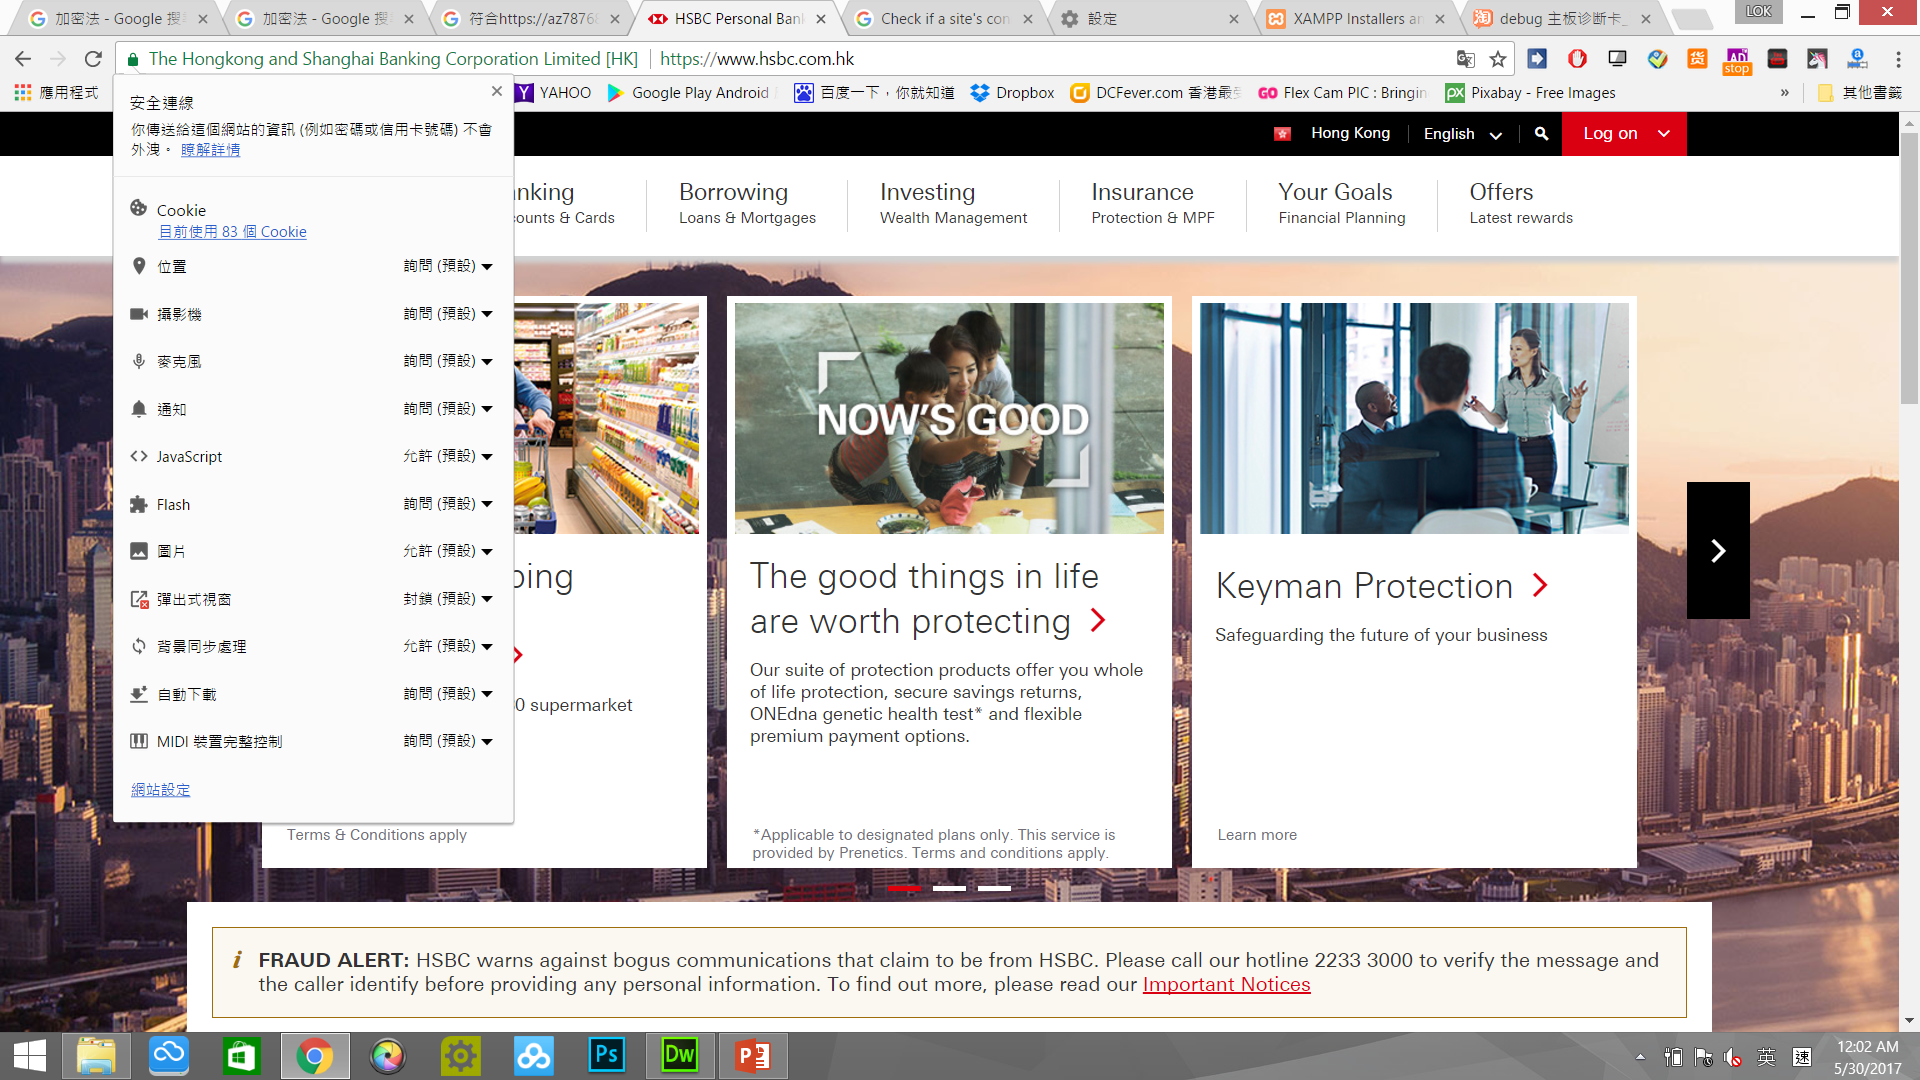 加密法 - Google 搜
加密法 - Google 搜
符合https://az7876
HSBC Personal Ban
Check if a site's con
設定
XAMPP Installers an
debug 主板诊断卡_
LOK
The Hongkong and Shanghai Banking Corporation Limited [HK]
https://www.hsbc.com.hk
應用程式
YAHOO
Google Play Android
百度一下，你就知道
Dropbox
DCFever.com 香港最
Flex Cam PIC : Bringin
Pixabay - Free Images
»
其他書籤
安全連線
你傳送給這個網站的資訊 (例如密碼或信用卡號碼) 不會
外洩。 瞭解詳情
Cookie
目前使用 83 個 Cookie
位置 詢問 (預設)
攝影機 詢問 (預設)
麥克風 詢問 (預設)
通知 詢問 (預設)
JavaScript 允許 (預設)
Flash 詢問 (預設)
圖片 允許 (預設)
彈出式視窗 封鎖 (預設)
背景同步處理 允許 (預設)
自動下載 詢問 (預設)
MIDI 裝置完整控制 詢問 (預設)
網站設定
Hong Kong
English
Log on
nking
ounts & Cards
Borrowing
Loans & Mortgages
Investing
Wealth Management
Insurance
Protection & MPF
Your Goals
Financial Planning
Offers
Latest rewards
ping
0 supermarket
Terms & Conditions apply
NOW'S GOOD
The good things in life
are worth protecting
Our suite of protection products offer you whole
of life protection, secure savings returns,
ONEdna genetic health test* and flexible
premium payment options.
*Applicable to designated plans only. This service is
provided by Prenetics. Terms and conditions apply.
Keyman Protection
Safeguarding the future of your business
Learn more
FRAUD ALERT: HSBC warns against bogus communications that claim to be from HSBC. Please call our hotline 2233 3000 to verify the message and
the caller identify before providing any personal information. To find out more, please read our Important Notices
Ps
Dw
英
速
12:02 AM
5/30/2017